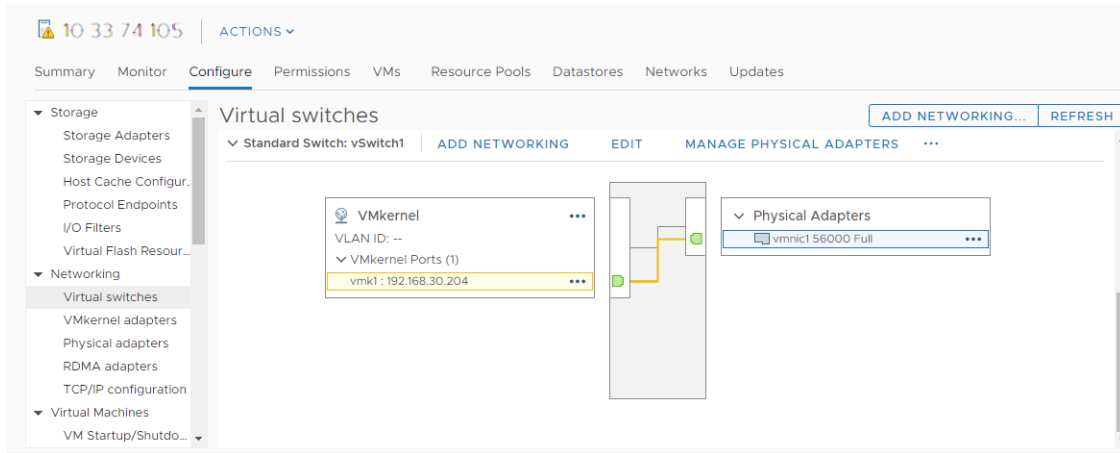 10 33 74 105 ACTIONS
Summary Monitor Configure Permissions VMs Resource Pools Datastores Networks Updates
Storage
Storage Adapters
Storage Devices
Host Cache Configur..
Protocol Endpoints
I/O Filters
Virtual Flash Resour...
Networking
Virtual switches
VMkernel adapters
Physical adapters
RDMA adapters
TCP/IP configuration
Virtual Machines
VM Startup/Shutdo...
Virtual switches
ADD NETWORKING... REFRESH
Standard Switch: vSwitch1 ADD NETWORKING EDIT MANAGE PHYSICAL ADAPTERS ...
VMkernel ...
VLAN ID: --
VMkernel Ports (1)
vmk1 : 192.168.30.204 ...
Physical Adapters
vmnic1 56000 Full ...